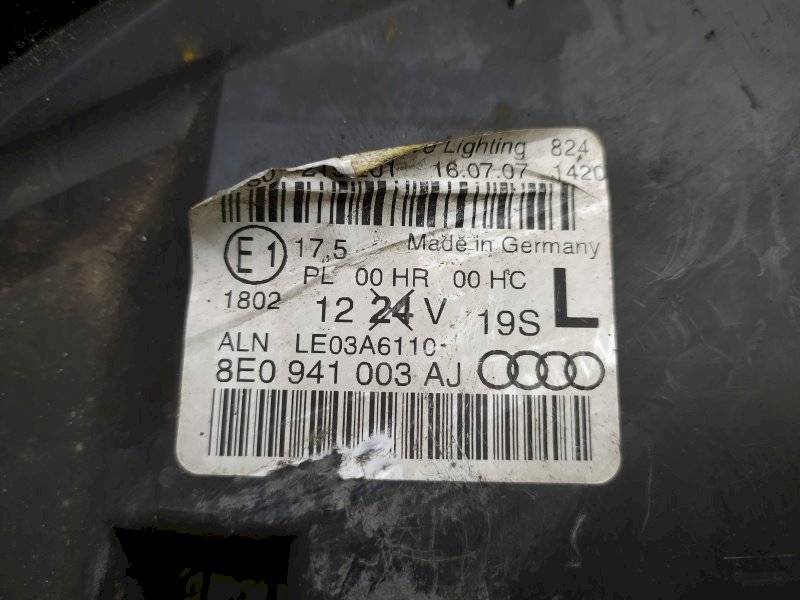 Lighting 824
16.07.07 1420
E1 17,5 Made in Germany
PL 00 HR 00 HC
1802 12 24 V 19S L
ALN LE03A6110
8E0 941 003 AJ